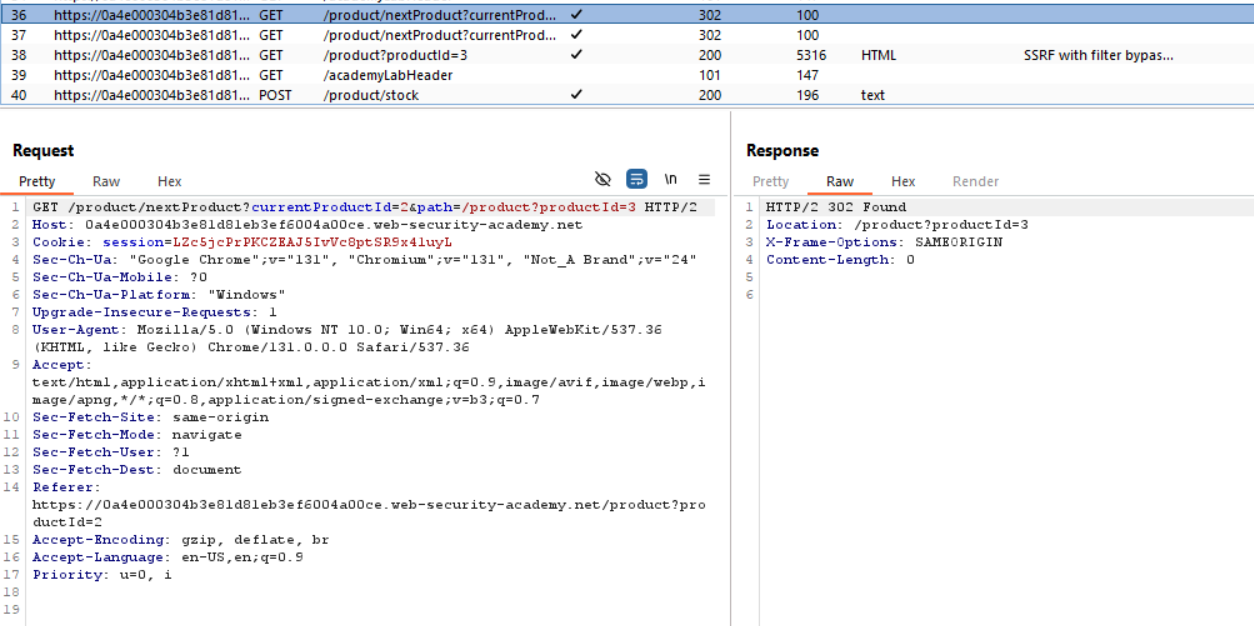 36 https://0a4e000304b3e81d81... GET /product/nextProduct?currentProd... ✓ 302 100
37 https://0a4e000304b3e81d81... GET /product/nextProduct?currentProd... ✓ 302 100
38 https://0a4e000304b3e81d81... GET /product?productId=3 ✓ 200 5316 HTML SSRF with filter bypas...
39 https://0a4e000304b3e81d81... GET /academyLabHeader 101 147
40 https://0a4e000304b3e81d81... POST /product/stock ✓ 200 196 text
Request
Pretty Raw Hex \n
1 GET /product/nextProduct?currentProductId=2&path=/product?productId=3 HTTP/2
2 Host: 0a4e000304b3e81d81eb3ef6004a00ce.web-security-academy.net
3 Cookie: session=LZc5jcPrPKCZEAJ5IvVc8ptSR9x4luyL
4 Sec-Ch-Ua: "Google Chrome";v="131", "Chromium";v="131", "Not_A Brand";v="24"
5 Sec-Ch-Ua-Mobile: ?0
6 Sec-Ch-Ua-Platform: "Windows"
7 Upgrade-Insecure-Requests: 1
8 User-Agent: Mozilla/5.0 (Windows NT 10.0; Win64; x64) AppleWebKit/537.36
(KHTML, like Gecko) Chrome/131.0.0.0 Safari/537.36
9 Accept:
text/html,application/xhtml+xml,application/xml;q=0.9,image/avif,image/webp,i
mage/apng,*/*;q=0.8,application/signed-exchange;v=b3;q=0.7
10 Sec-Fetch-Site: same-origin
11 Sec-Fetch-Mode: navigate
12 Sec-Fetch-User: ?1
13 Sec-Fetch-Dest: document
14 Referer:
https://0a4e000304b3e81d81eb3ef6004a00ce.web-security-academy.net/product?pro
ductId=2
15 Accept-Encoding: gzip, deflate, br
16 Accept-Language: en-US,en;q=0.9
17 Priority: u=0, i
18
19
Response
Pretty Raw Hex Render
1 HTTP/2 302 Found
2 Location: /product?productId=3
3 X-Frame-Options: SAMEORIGIN
4 Content-Length: 0
5
6